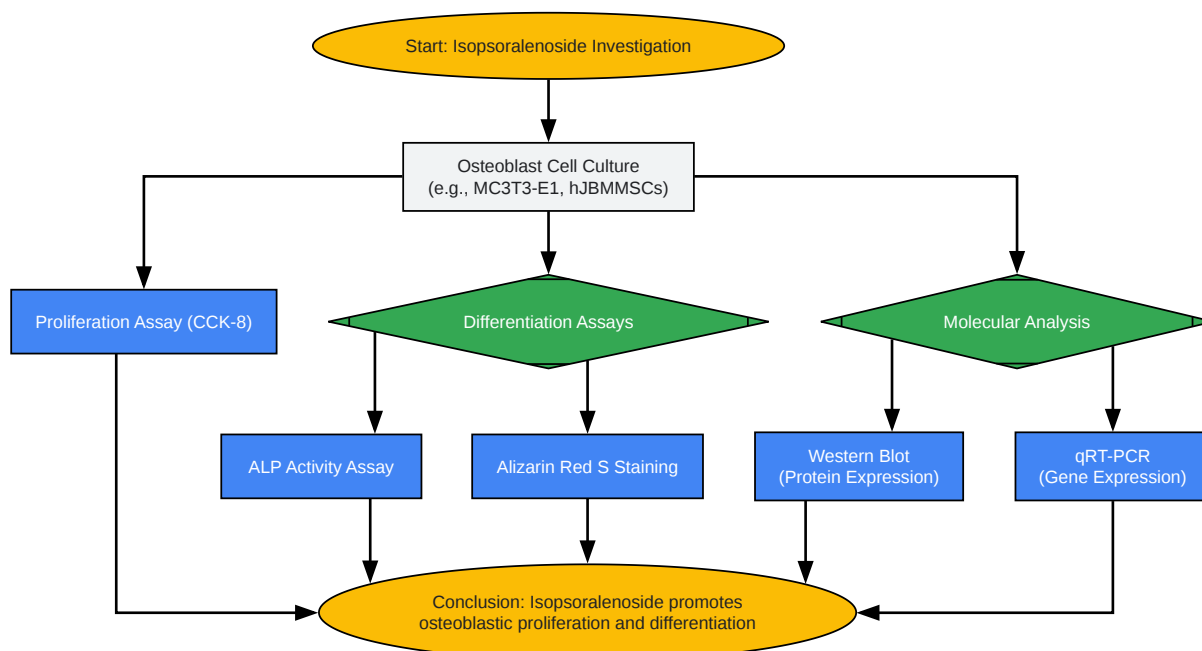 Start: Isopsoralenoside Investigation
Osteoblast Cell Culture
(e.g., MC3T3-E1, hJBMMSCs)
Proliferation Assay (CCK-8)
Differentiation Assays
Molecular Analysis
ALP Activity Assay
Alizarin Red S Staining
Western Blot
(Protein Expression)
qRT-PCR
(Gene Expression)
Conclusion: Isopsoralenoside promotes
osteoblastic proliferation and differentiation